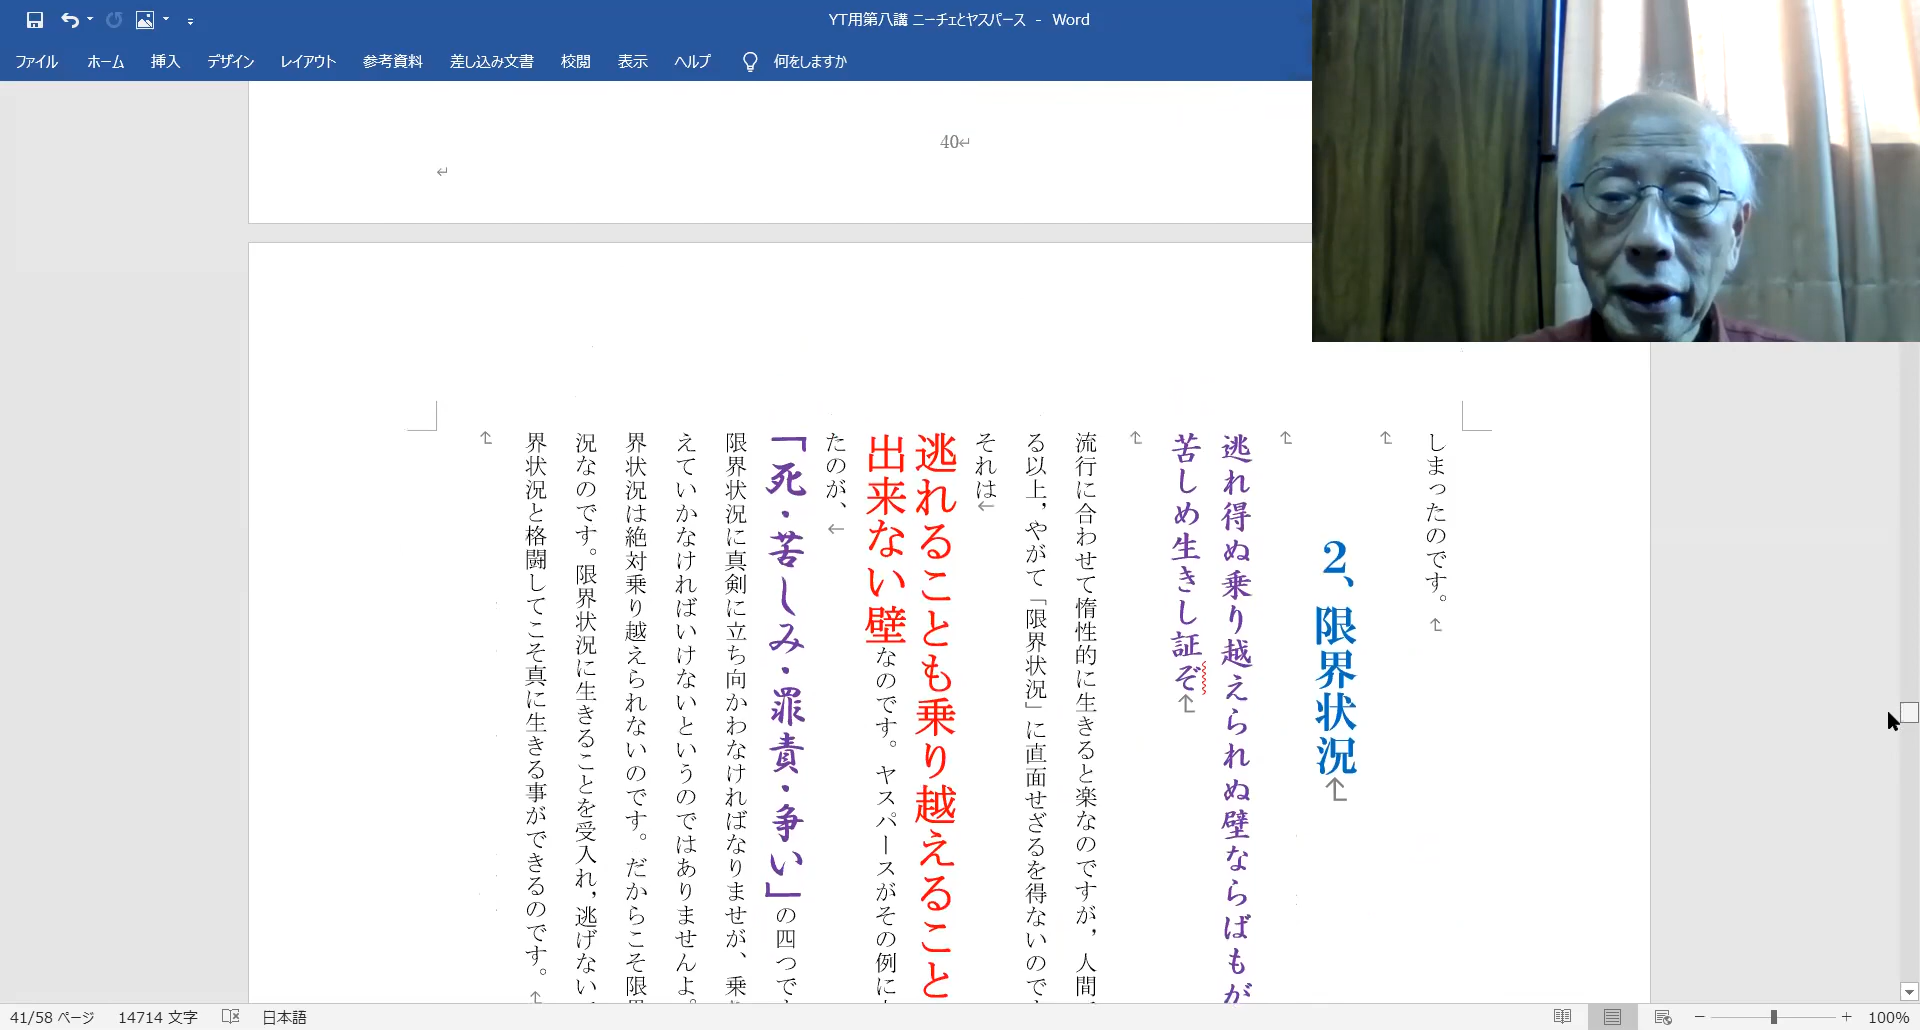 YT用第八講 ニーチェとヤスパース - Word
ファイル ホーム 挿入 デザイン レイアウト 参考資料 差し込み文書 校閲 表示 ヘルプ 何をしますか
40
しまったのです。
2、限界状況
逃れ得ぬ乗り越えられぬ壁ならばもが
苦しめ生きし証ぞ
流行に合わせて惰性的に生きると楽なのですが，人間
る以上，やがて「限界状況」に直面せざるを得ないので
それは
逃れることも乗り越えること
出来ない壁なのです。ヤスパースがその例に
たのが、
「死・苦しみ・罪責・争い」の四つで
限界状況に真剣に立ち向かわなければなりませが、乗
えていかなければいけないというのではありませんよ。
界状況は絶対乗り越えられないのです。だからこそ限
況なのです。限界状況に生きることを受入れ，逃げない
界状況と格闘してこそ真に生きる事ができるのです。
41/58 ページ 14714 文字 日本語 100%